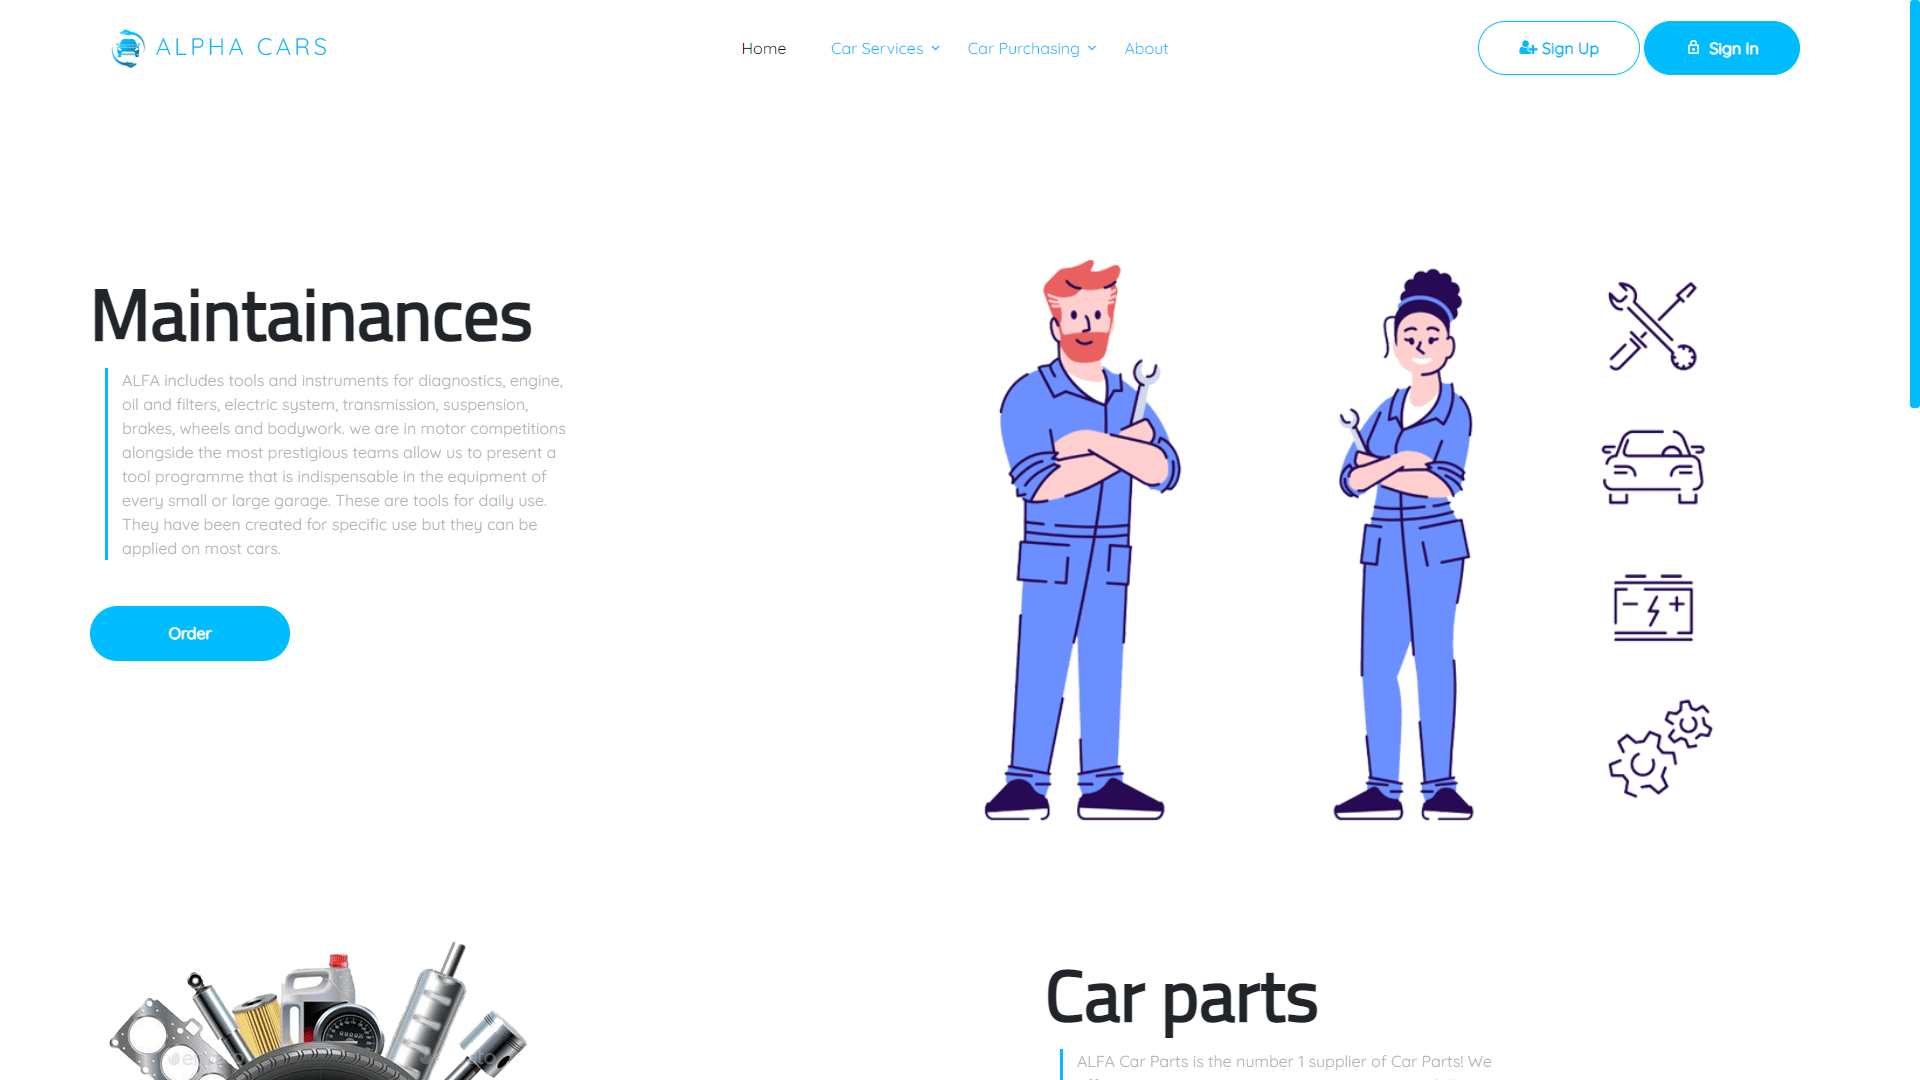 ALPHA CARS
Home
Car Services
Car Purchasing
About
Sign Up
Sign In
Maintainances
ALFA includes tools and instruments for diagnostics, engine,
oil and filters, electric system, transmission, suspension,
brakes, wheels and bodywork. we are in motor competitions
alongside the most prestigious teams allow us to present a
tool programme that is indispensable in the equipment of
every small or large garage. These are tools for daily use.
They have been created for specific use but they can be
applied on most cars.
Order
Car parts
ALFA Car Parts is the number 1 supplier of Car Parts! We